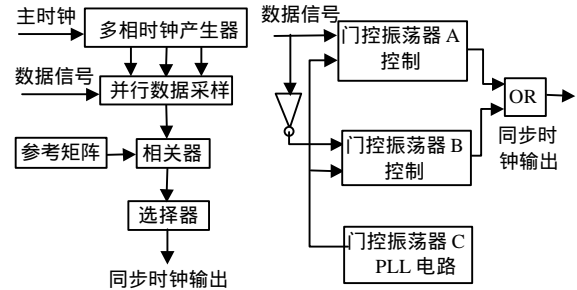 主时钟
多相时钟产生器
数据信号
并行数据采样
参考矩阵
相关器
选择器
同步时钟输出
数据信号
门控振荡器 A
控制
OR
同步时
钟输出
门控振荡器 B
控制
门控振荡器 C
PLL 电路